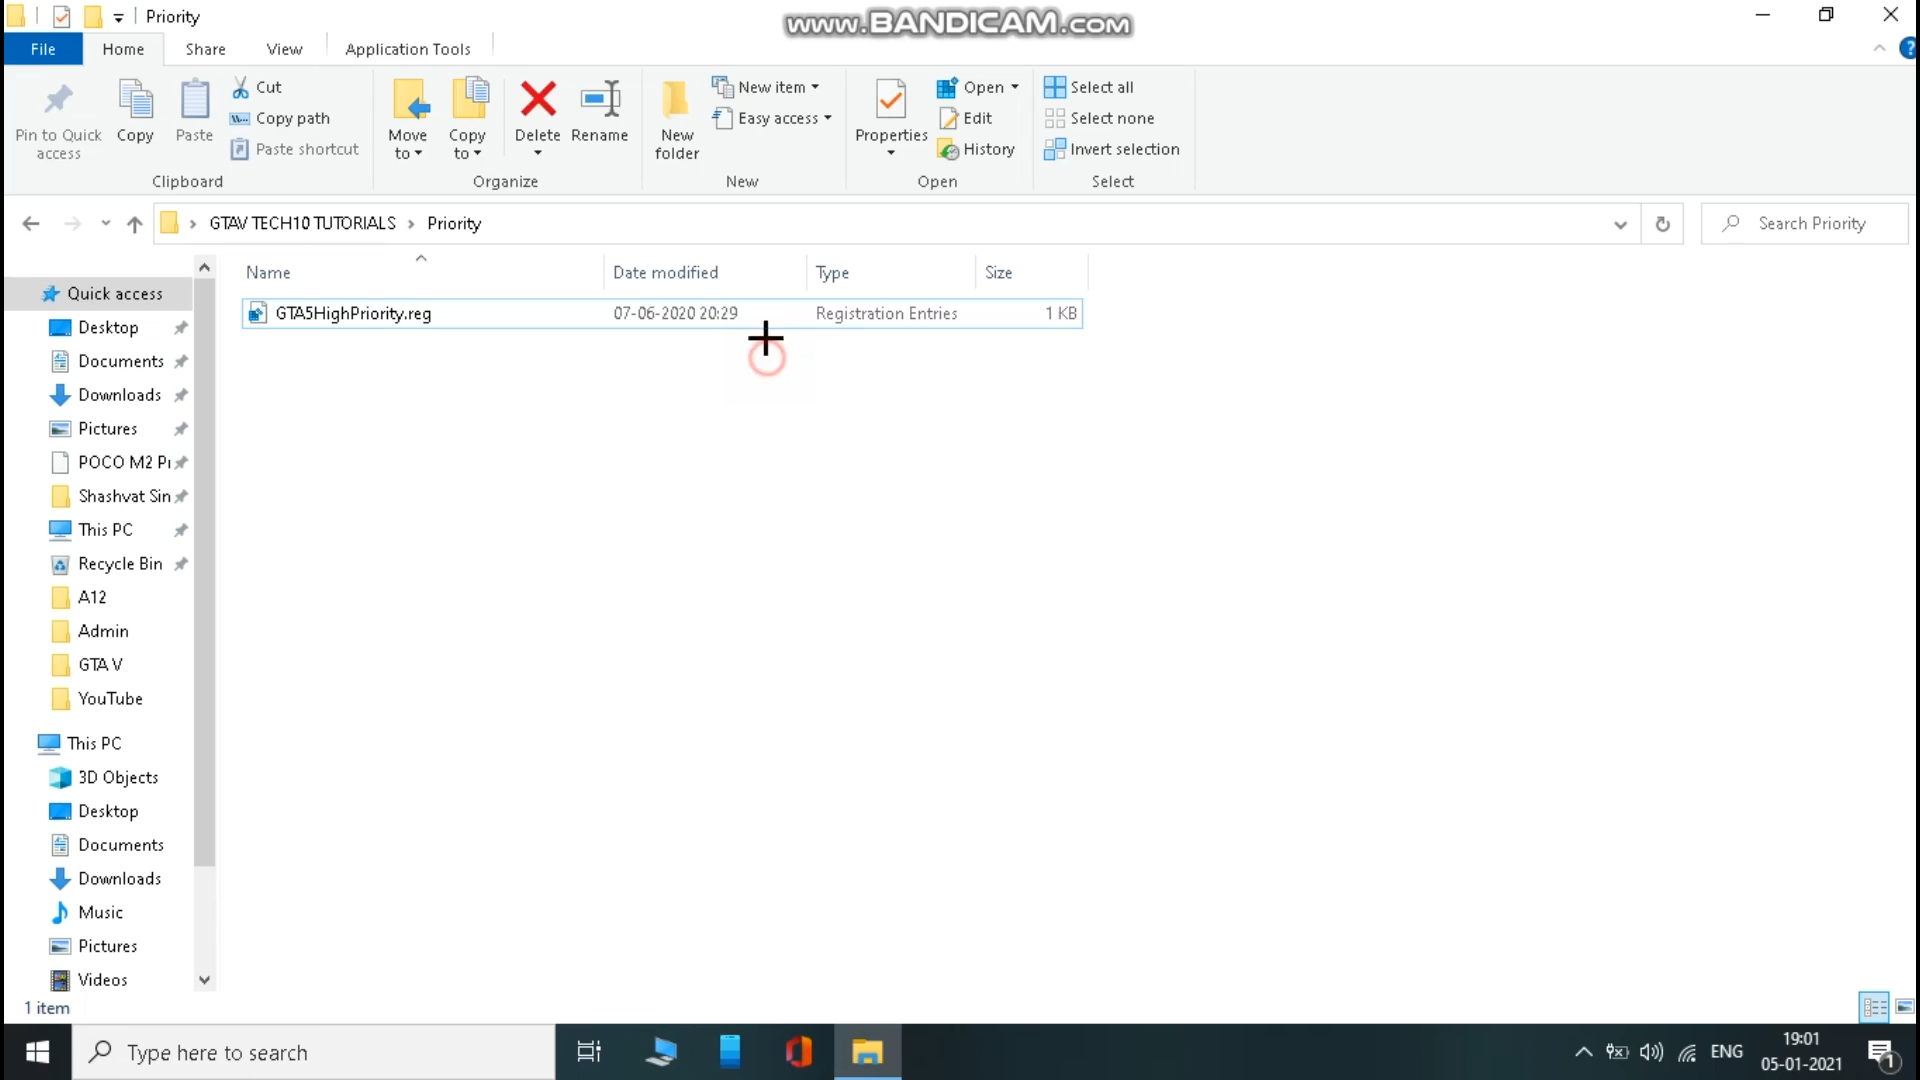 Priority
www.BANDICAM.com
File
Home
Share
View
Application Tools
?
Pin to Quick
access
Copy
Paste
Cut
Copy path
Paste shortcut
Clipboard
Move
to
Copy
to
Delete
Rename
Organize
New
folder
New item
Easy access
New
Properties
Open
Edit
History
Open
Select all
Select none
Invert selection
Select
GTAV TECH10 TUTORIALS > Priority
Search Priority
Name
Date modified
Type
Size
GTA5HighPriority.reg
07-06-2020 20:29
Registration Entries
1 KB
Quick access
Desktop
Documents
Downloads
Pictures
POCO M2 Pr
Shashvat Sin
This PC
Recycle Bin
A12
Admin
GTA V
YouTube
This PC
3D Objects
Desktop
Documents
Downloads
Music
Pictures
Videos
1 item
Type here to search
ENG
19:01
05-01-2021
1